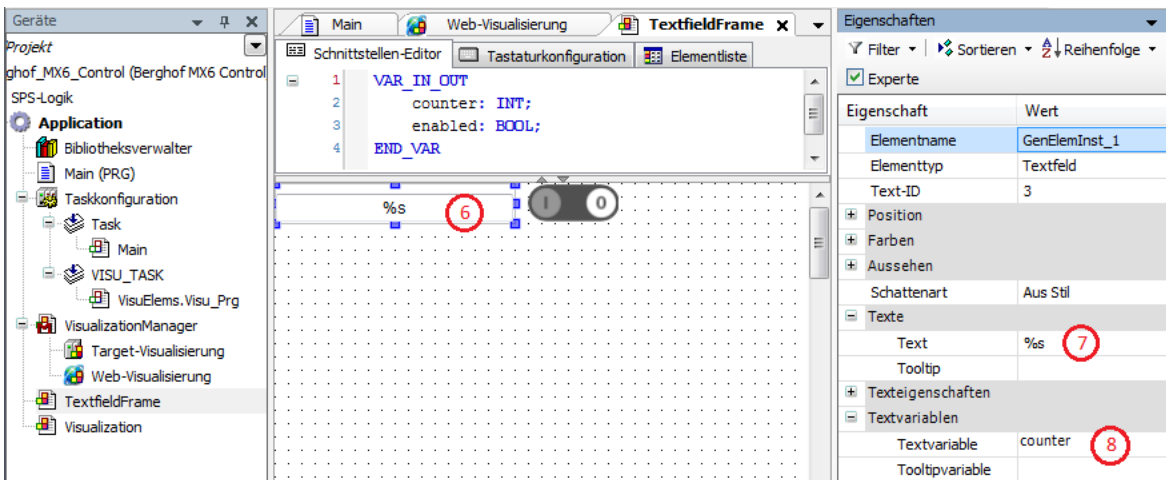 Geräte
Projekt
ghof_MX6_Control (Berghof MX6 Control
SPS-Logik
Application
Bibliotheksverwalter
Main (PRG)
Taskkonfiguration
Task
Main
VISU_TASK
VisuElems.Visu_Prg
VisualizationManager
Target-Visualisierung
Web-Visualisierung
TextfieldFrame
Visualization
Main Web-Visualisierung TextfieldFrame
Schnittstellen-Editor Tastaturkonfiguration Elementliste
1 VAR_IN_OUT
2 counter: INT;
3 enabled: BOOL;
4 END_VAR
%s 6 I 0
Eigenschaften
Filter Sortieren Reihenfolge
Experte
Eigenschaft Wert
Elementname GenElemInst_1
Elementtyp Textfeld
Text-ID 3
Position
Farben
Aussehen
Schattenart Aus Stil
Texte
Text %s 7
Tooltip
Texteigenschaften
Textvariablen
Textvariable counter 8
Tooltipvariable